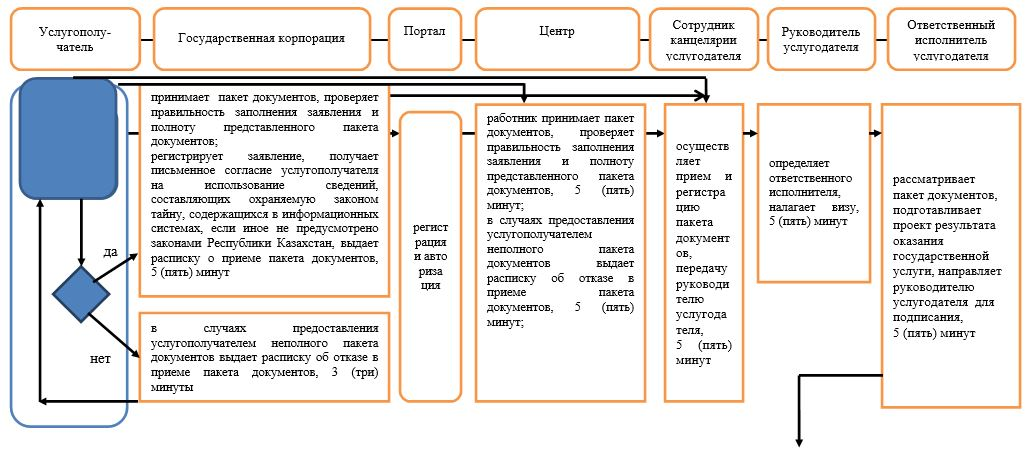 Услугополу-
чатель
Государственная корпорация
Портал
Центр
Сотрудник
канцелярии
услугодателя
Руководитель
услугодателя
Ответственный
исполнитель
услугодателя
принимает пакет документов, проверяет
правильность заполнения заявления и
полноту представленного пакета
документов;
регистрирует заявление, получает
письменное согласие услугополучателя
на использование сведений,
составляющих охраняемую законом
тайну, содержащихся в информационных
системах, если иное не предусмотрено
законами Республики Казахстан, выдает
расписку о приеме пакета документов,
5 (пять) минут
да
нет
в случаях предоставления
услугополучателем неполного пакета
документов выдает расписку об отказе в
приеме пакета документов, 3 (три)
минуты
регист
рация
и авто
риза
ция
работник принимает пакет
документов, проверяет
правильность заполнения
заявления и полноту
представленного пакета
документов, 5 (пять)
минут;
в случаях предоставления
услугополучателем
неполного пакета
документов выдает
расписку об отказе в
приеме пакета
документов, 5 (пять)
минут;
осуществ
ляет
прием и
регистра
цию
пакета
документ
ов,
передачу
руководи
телю
услугода
теля,
5 (пять)
минут
определяет
ответственного
исполнителя,
налагает визу,
5 (пять) минут
рассматривает
пакет документов,
подготавливает
проект результата
оказания
государственной
услуги, направляет
руководителю
услугодателя для
подписания,
5 (пять) минут